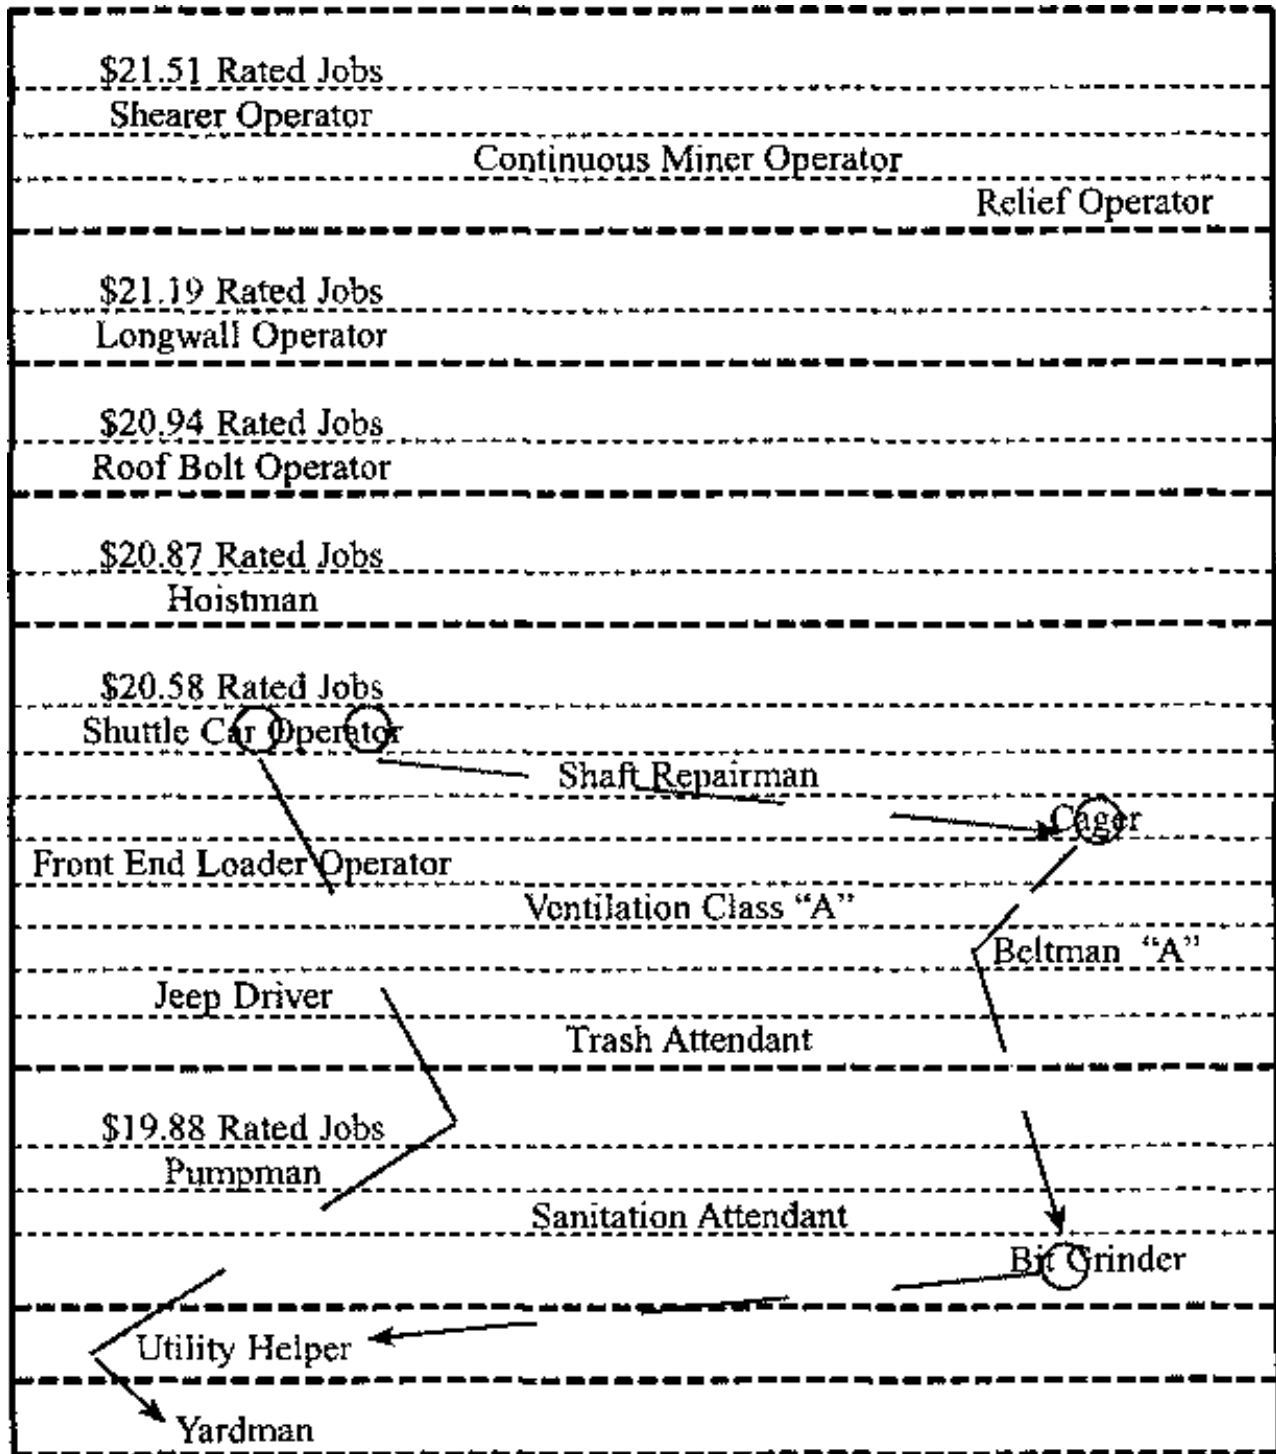 $21.51 Rated Jobs
Shearer Operator
Continuous Miner Operator
Relief Operator
$21.19 Rated Jobs
Longwall Operator
$20.94 Rated Jobs
Roof Bolt Operator
$20.87 Rated Jobs
Hoistman
$20.58 Rated Jobs
Shuttle Car Operator
Shaft Repairman
Cager
Front End Loader Operator
Ventilation Class “A”
Beltman “A”
Jeep Driver
Trash Attendant
$19.88 Rated Jobs
Pumpman
Sanitation Attendant
Bit Grinder
Utility Helper
Yardman